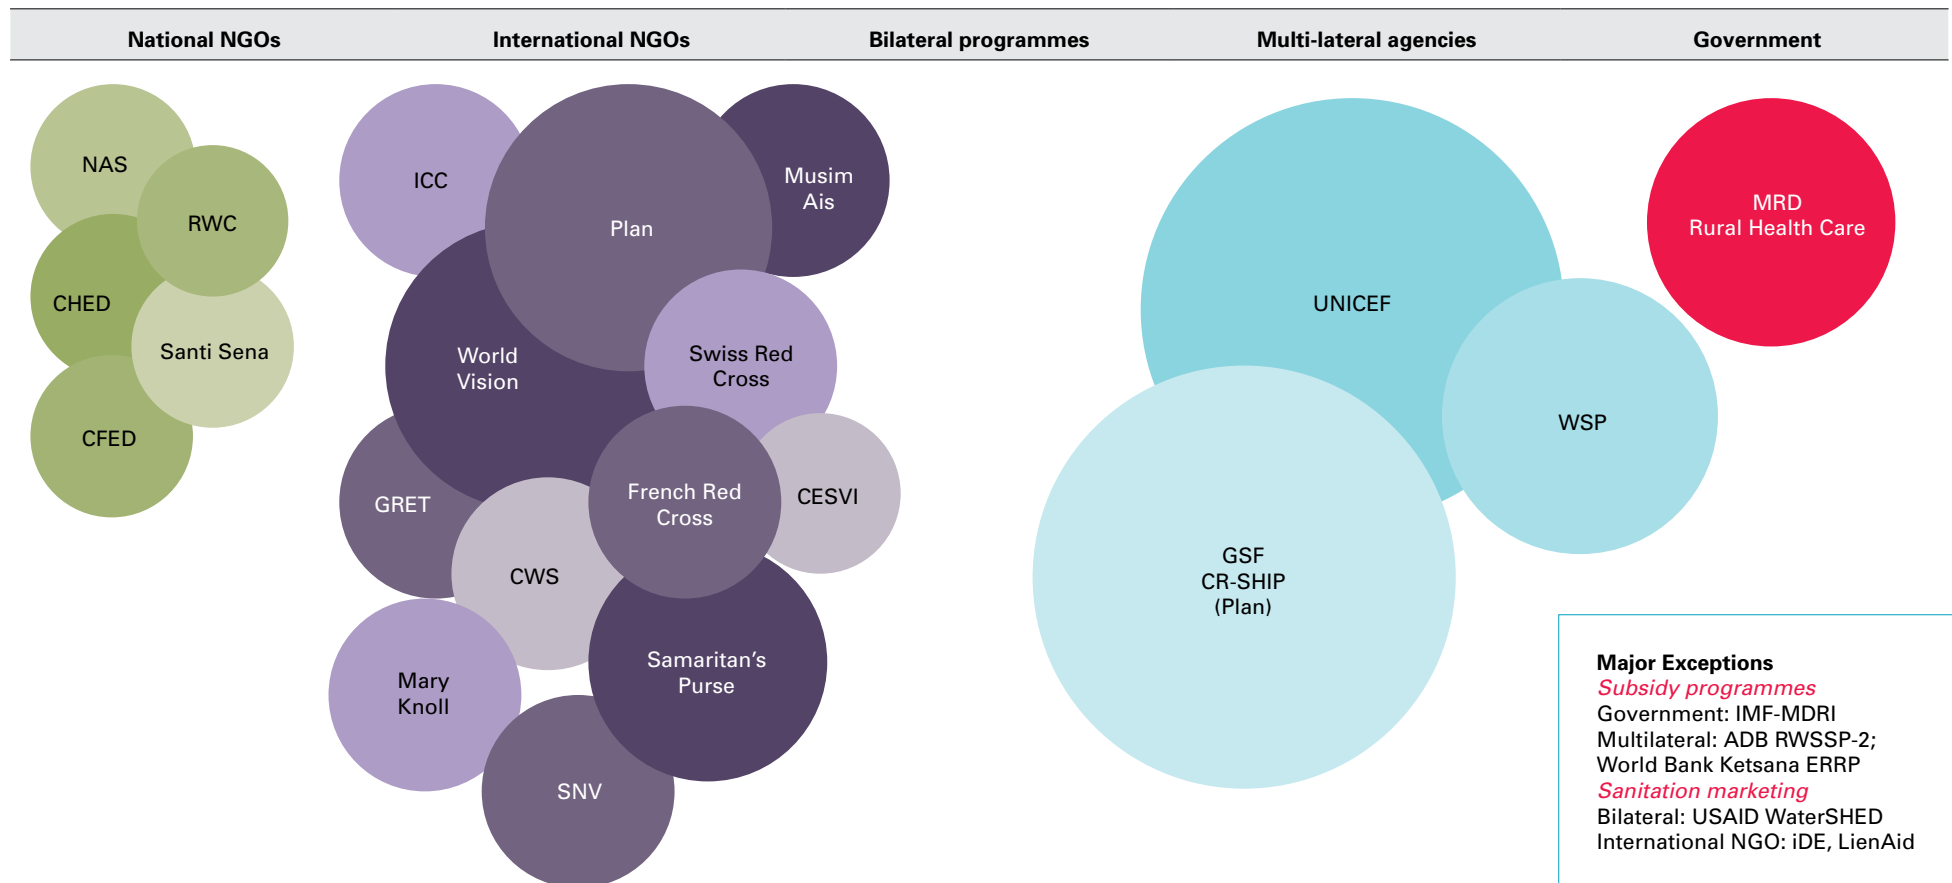 National NGOs
International NGOs
Bilateral programmes
Multi-lateral agencies
Government
NAS
RWC
CHED
Santi Sena
CFED
ICC
Plan
Musim
Ais
World
Vision
Swiss Red
Cross
GRET
French Red
Cross
CESVI
CWS
Mary
Knoll
Samaritan’s
Purse
SNV
UNICEF
WSP
GSF
CR-SHIP
(Plan)
MRD
Rural Health Care
Major Exceptions
Subsidy programmes
Government: IMF-MDRI
Multilateral: ADB RWSSP-2;
World Bank Ketsana ERRP
Sanitation marketing
Bilateral: USAID WaterSHED
International NGO: iDE, LienAid